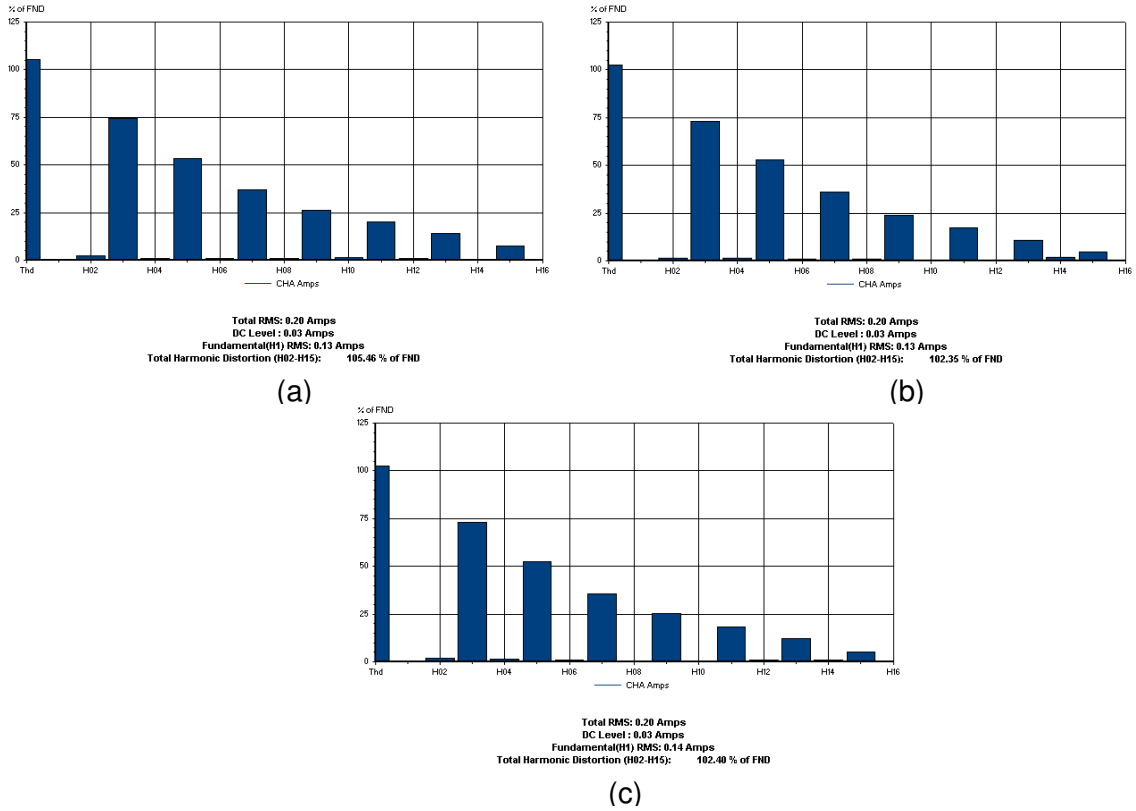 % of FND
125
100
75
50
25
0
Thd H02 H04 H06 H08 H10 H12 H14 H16
CHA Amps
Total RMS: 0.20 Amps
DC Level : 0.03 Amps
Fundamental(H1) RMS: 0.13 Amps
Total Harmonic Distortion (H02-H15): 105.46 % of FND
(a)
% of FND
125
100
75
50
25
0
Thd H02 H04 H06 H08 H10 H12 H14 H16
CHA Amps
Total RMS: 0.20 Amps
DC Level : 0.03 Amps
Fundamental(H1) RMS: 0.13 Amps
Total Harmonic Distortion (H02-H15): 102.35 % of FND
(b)
% of FND
125
100
75
50
25
0
Thd H02 H04 H06 H08 H10 H12 H14 H16
CHA Amps
Total RMS: 0.20 Amps
DC Level : 0.03 Amps
Fundamental(H1) RMS: 0.14 Amps
Total Harmonic Distortion (H02-H15): 102.40 % of FND
(c)